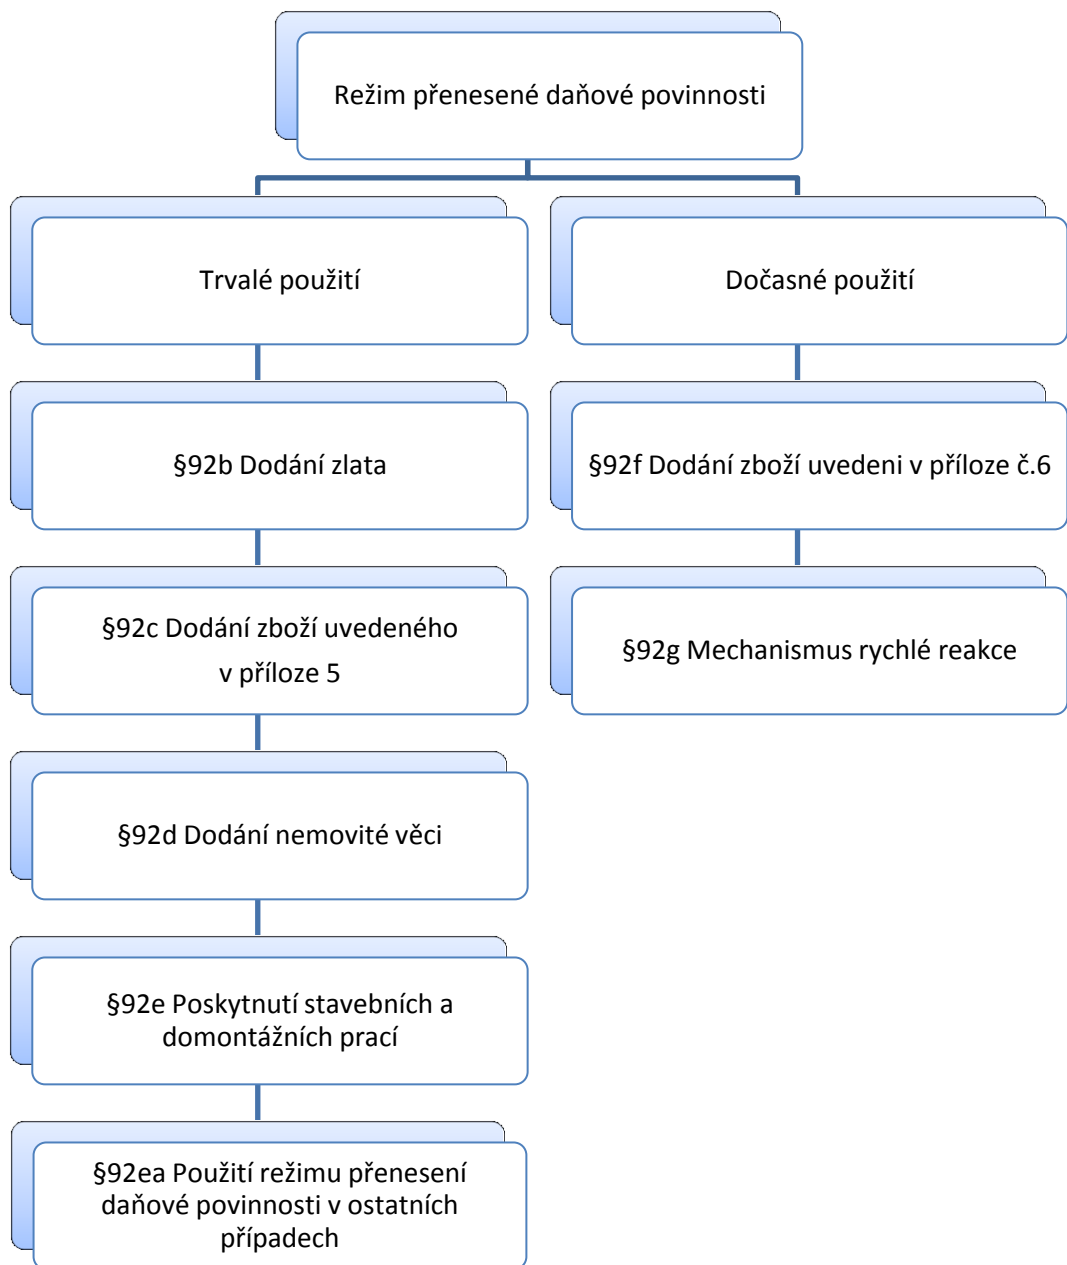 Režim přenesené daňové povinnosti
Trvalé použití
Dočasné použití
§92b Dodání zlata
§92f Dodání zboží uvedeni v příloze č.6
§92c Dodání zboží uvedeného
v příloze 5
§92g Mechanismus rychlé reakce
§92d Dodání nemovité věci
§92e Poskytnutí stavebních a
domontážních prací
§92ea Použití režimu přenesení
daňové povinnosti v ostatních
případech